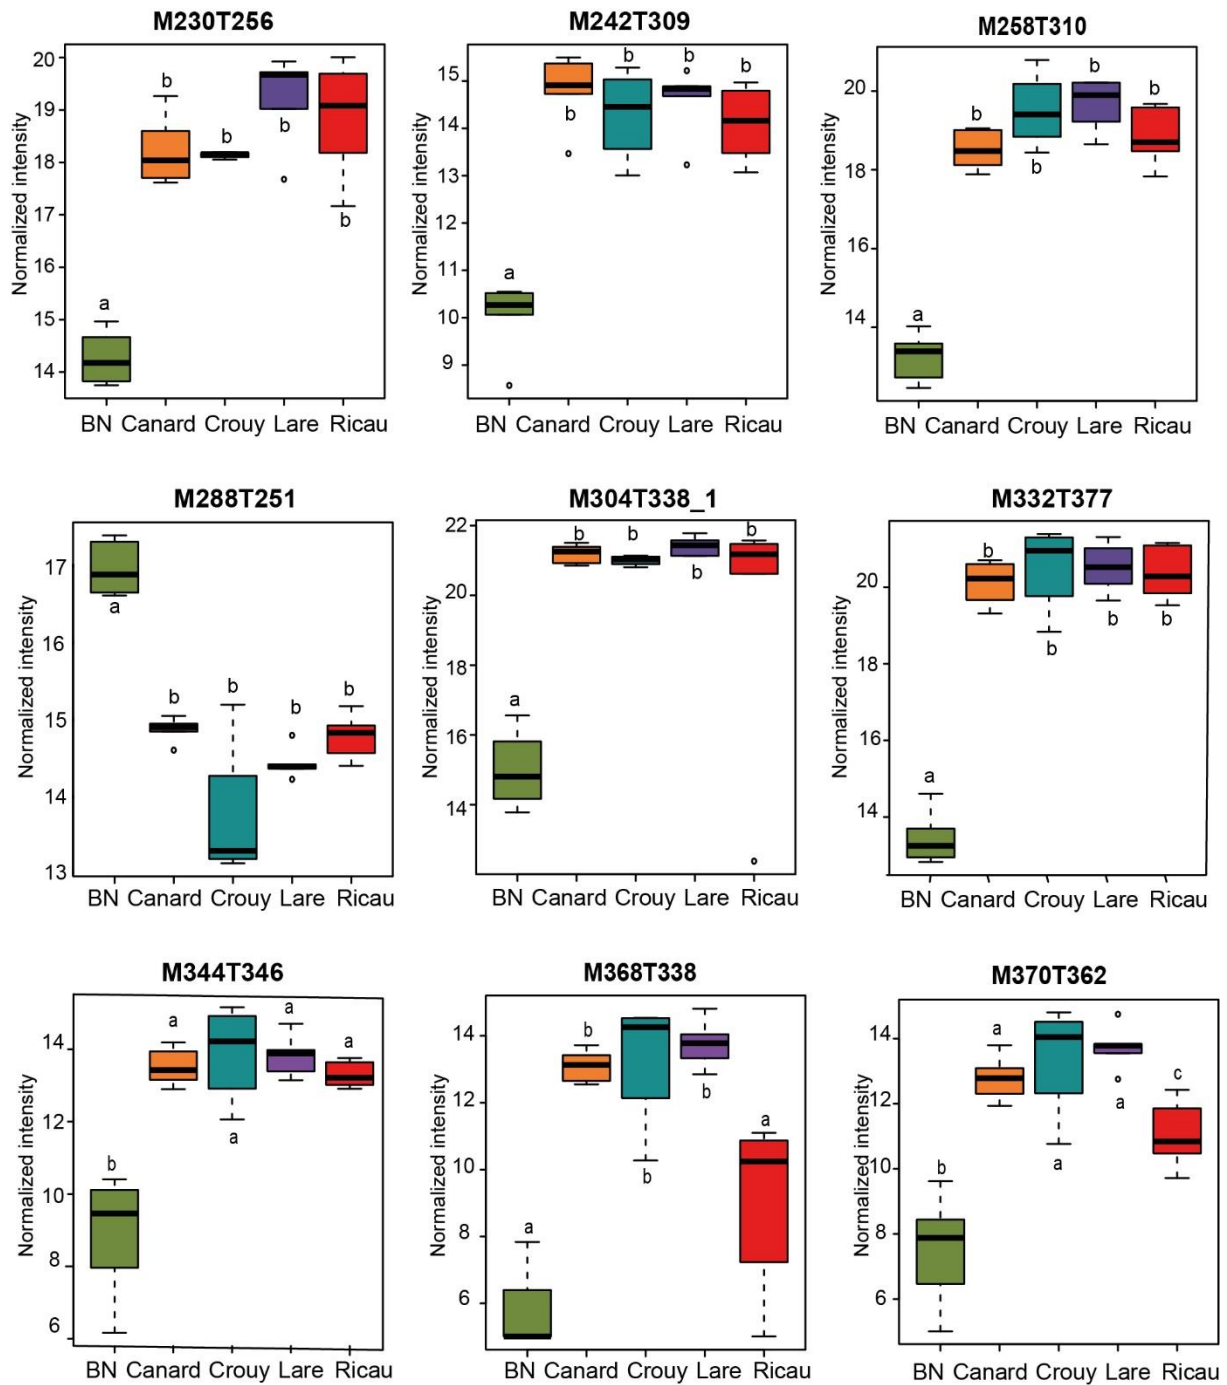 M230T256
Normalized intensity
20
19
18
17
16
15
14
a
b
b
b
b
BN Canard Crouy Lare Ricau
M242T309
Normalized intensity
15
14
13
12
11
10
9
a
b
b
b
b
BN Canard Crouy Lare Ricau
M258T310
Normalized intensity
20
18
16
14
a
b
b
b
b
BN Canard Crouy Lare Ricau
M288T251
Normalized intensity
17
16
15
14
13
a
b
b
b
b
BN Canard Crouy Lare Ricau
M304T338_1
Normalized intensity
22
20
18
16
14
a
b
b
b
b
BN Canard Crouy Lare Ricau
M332T377
Normalized intensity
20
18
16
14
a
b
b
b
b
BN Canard Crouy Lare Ricau
M344T346
Normalized intensity
14
12
10
8
6
b
a
a
a
a
BN Canard Crouy Lare Ricau
M368T338
Normalized intensity
14
12
10
8
6
a
b
b
b
a
BN Canard Crouy Lare Ricau
M370T362
Normalized intensity
14
12
10
8
6
b
a
a
a
c
BN Canard Crouy Lare Ricau